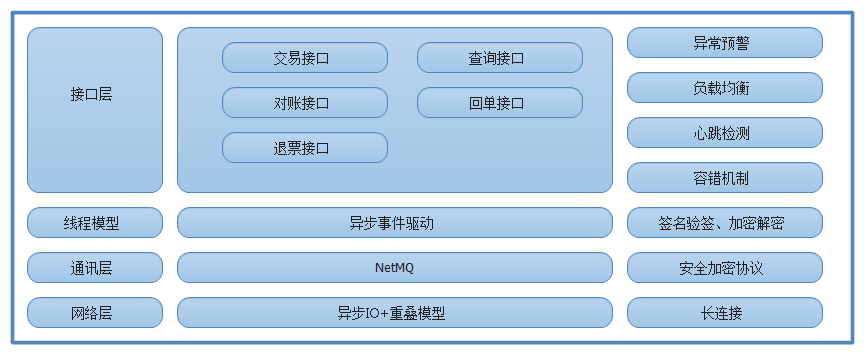 接口层
交易接口
查询接口
对账接口
回单接口
退票接口
异常预警
负载均衡
心跳检测
容错机制
线程模型
异步事件驱动
签名验签、加密解密
通讯层
NetMQ
安全加密协议
网络层
异步IO+重叠模型
长连接